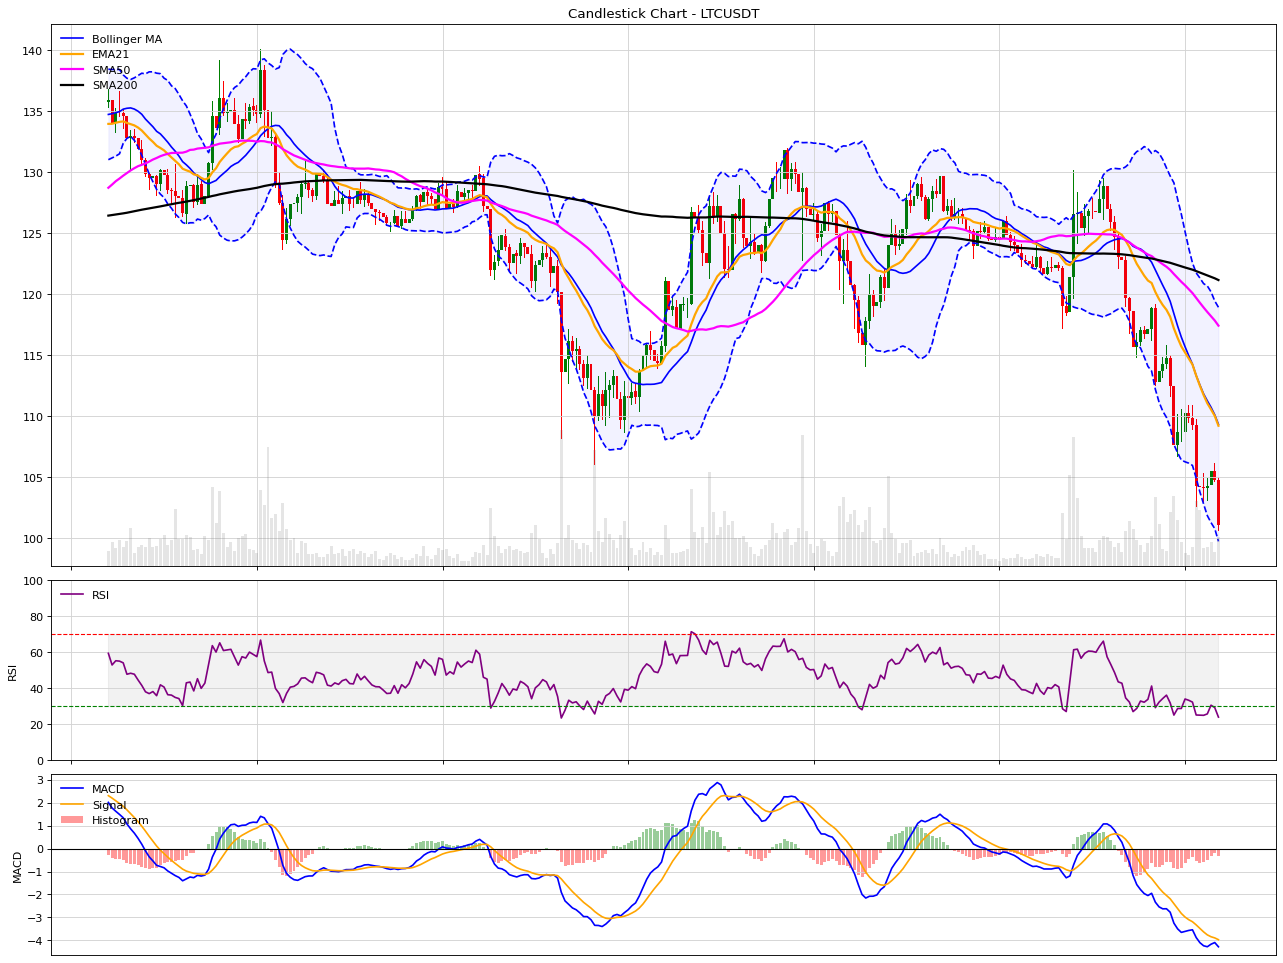 Candlestick Chart - LTCUSDT
Bollinger MA
EMA21
SMA50
SMA200
140
135
130
125
120
115
110
105
100
RSI
100
80
60
40
20
0
RSI
MACD
Signal
Histogram
3
2
1
0
−1
−2
−3
−4
MACD